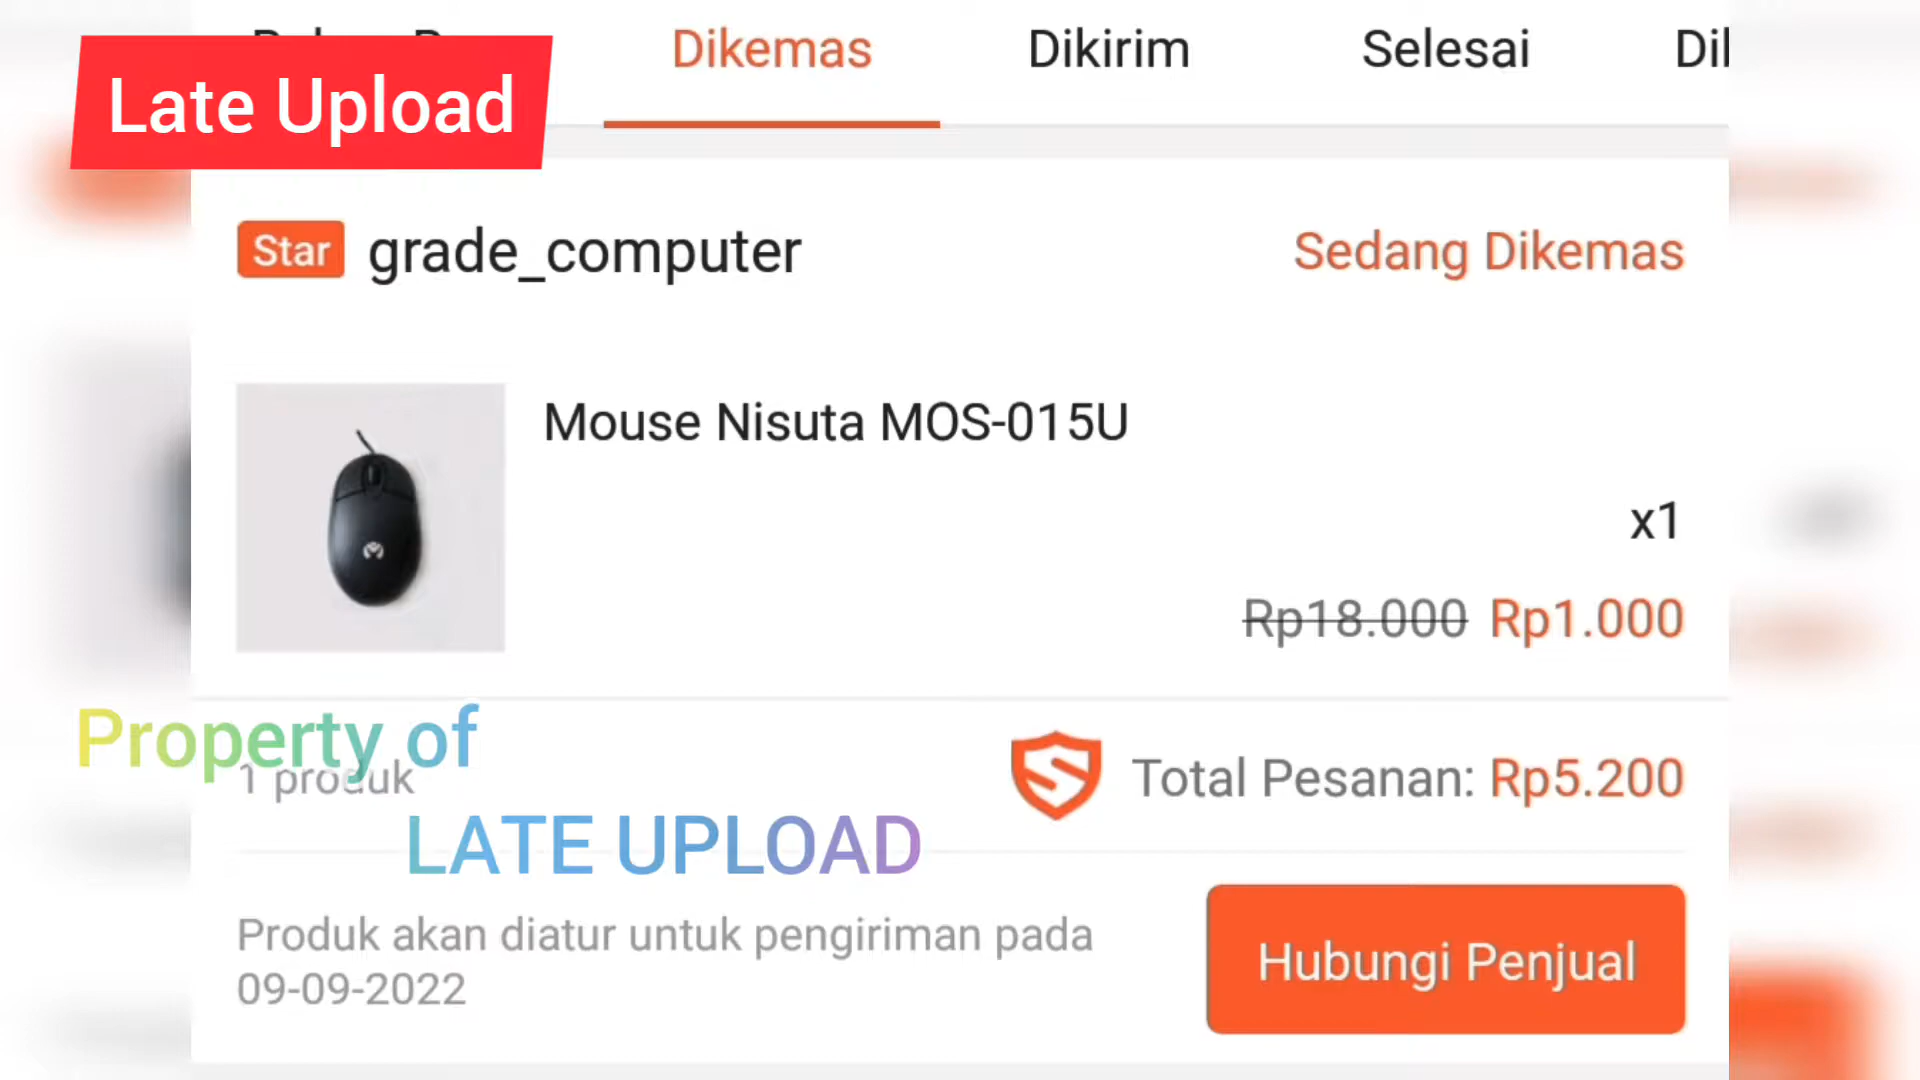 Dikemas
Dikirim
Selesai
Late Upload
Star
grade_computer
Sedang Dikemas
Mouse Nisuta MOS-015U
x1
Rp18.000 Rp1.000
Property of
1 produk
Total Pesanan: Rp5.200
LATE UPLOAD
Produk akan diatur untuk pengiriman pada
09-09-2022
Hubungi Penjual